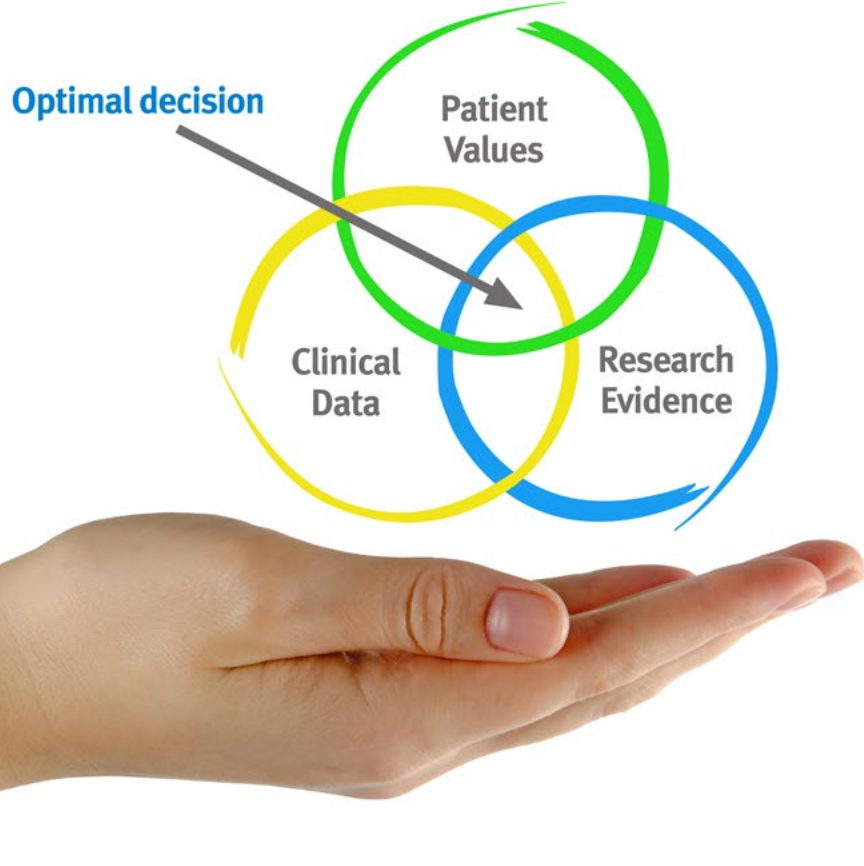 Optimal decision
Patient
Values
Clinical
Data
Research
Evidence